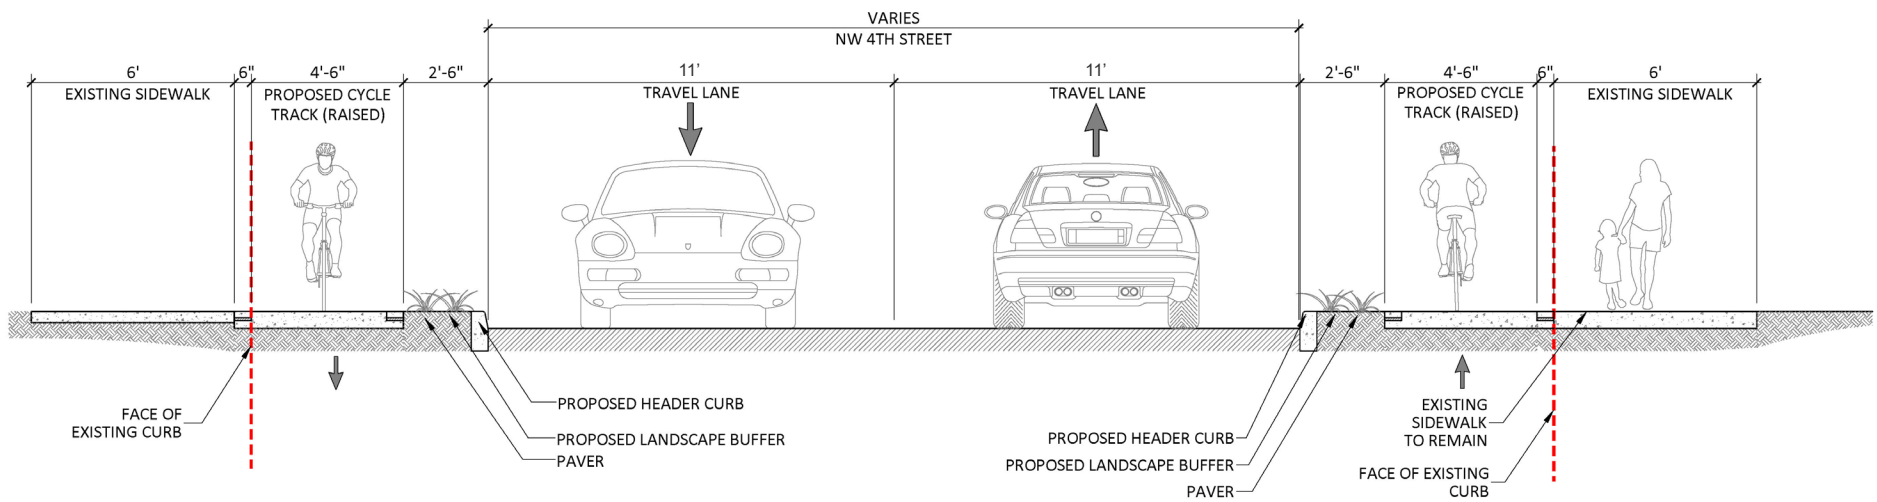 VARIES
NW 4TH STREET
6'
6"
4'-6"
2'-6"
11'
11'
2'-6"
4'-6"
6"
6'
EXISTING SIDEWALK
PROPOSED CYCLE
TRACK (RAISED)
TRAVEL LANE
TRAVEL LANE
PROPOSED CYCLE
TRACK (RAISED)
EXISTING SIDEWALK
FACE OF
EXISTING CURB
PROPOSED HEADER CURB
PROPOSED LANDSCAPE BUFFER
PAVER
PROPOSED HEADER CURB
PROPOSED LANDSCAPE BUFFER
PAVER
EXISTING
SIDEWALK
TO REMAIN
FACE OF EXISTING
CURB